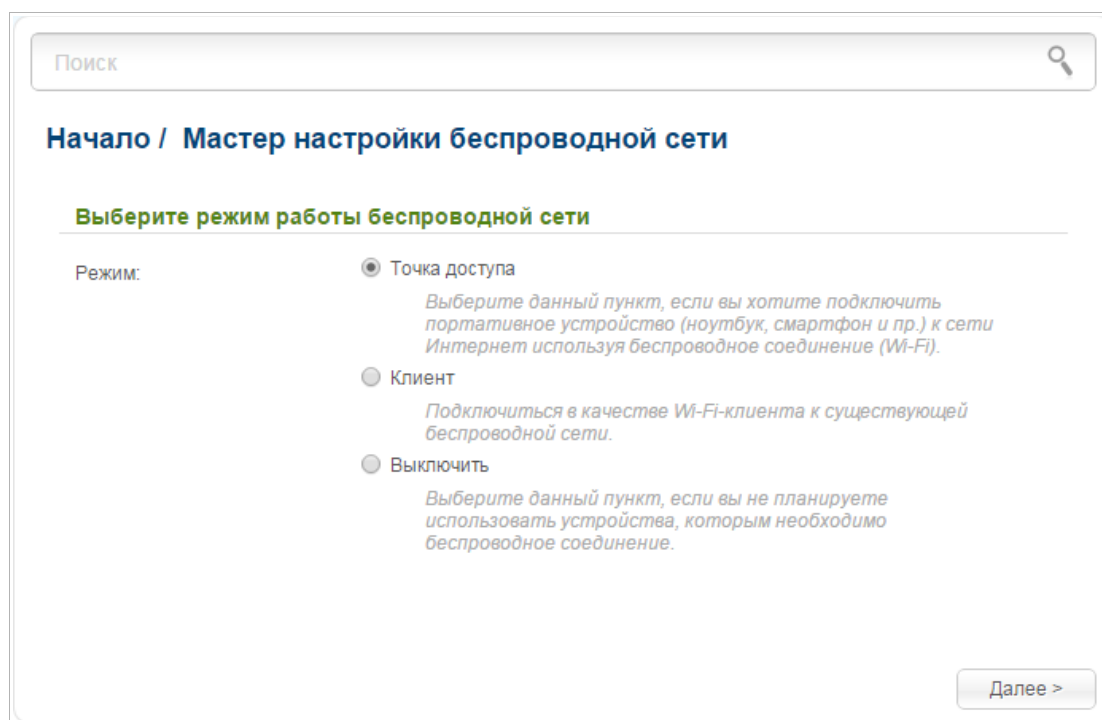 Поиск
Начало / Мастер настройки беспроводной сети
Выберите режим работы беспроводной сети
Режим:
Точка доступа
Выберите данный пункт, если вы хотите подключить
портативное устройство (ноутбук, смартфон и пр.) к сети
Интернет используя беспроводное соединение (Wi-Fi).
Клиент
Подключиться в качестве Wi-Fi-клиента к существующей
беспроводной сети.
Выключить
Выберите данный пункт, если вы не планируете
использовать устройства, которым необходимо
беспроводное соединение.
Далее >